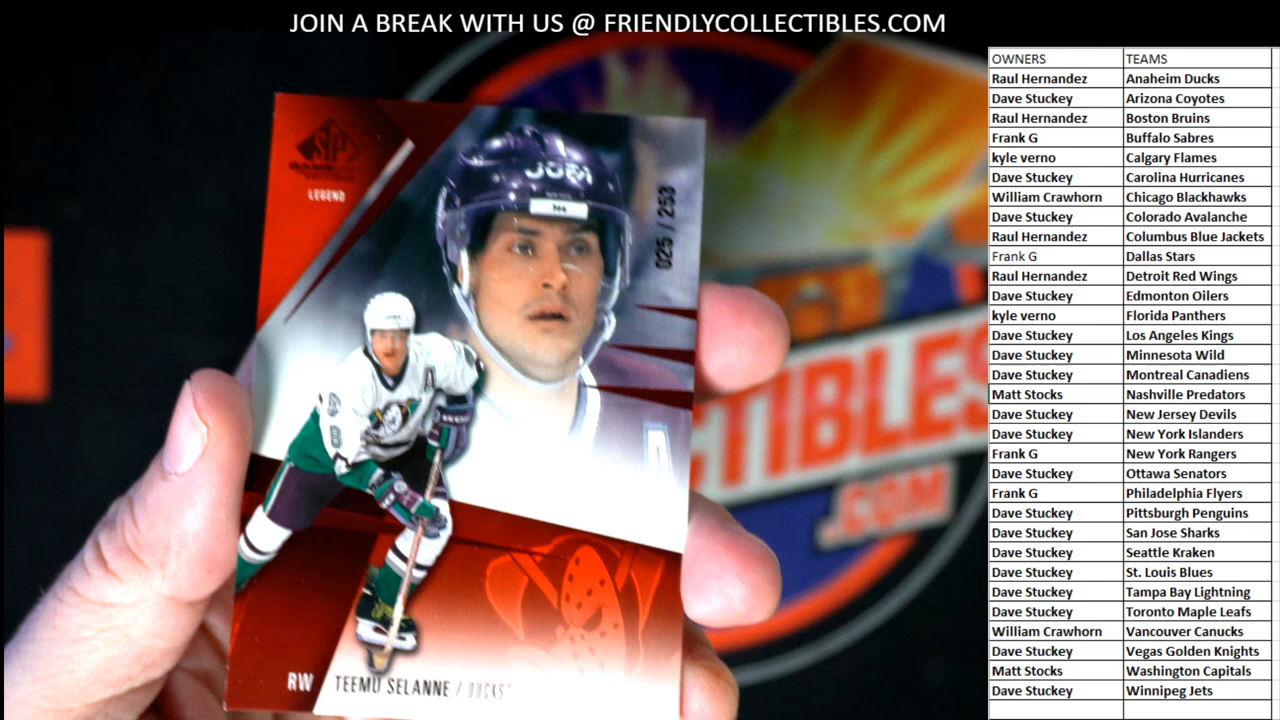 JOIN A BREAK WITH US @ FRIENDLYCOLLECTIBLES.COM
SP
LEGEND
025 / 253
JOFA
A
A
RW TEEMU SELANNE / DUCKS
CTIBLES
.COM
OWNERS TEAMS
Raul Hernandez Anaheim Ducks
Dave Stuckey Arizona Coyotes
Raul Hernandez Boston Bruins
Frank G Buffalo Sabres
kyle verno Calgary Flames
Dave Stuckey Carolina Hurricanes
William Crawhorn Chicago Blackhawks
Dave Stuckey Colorado Avalanche
Raul Hernandez Columbus Blue Jackets
Frank G Dallas Stars
Raul Hernandez Detroit Red Wings
Dave Stuckey Edmonton Oilers
kyle verno Florida Panthers
Dave Stuckey Los Angeles Kings
Dave Stuckey Minnesota Wild
Dave Stuckey Montreal Canadiens
Matt Stocks Nashville Predators
Dave Stuckey New Jersey Devils
Dave Stuckey New York Islanders
Frank G New York Rangers
Dave Stuckey Ottawa Senators
Frank G Philadelphia Flyers
Dave Stuckey Pittsburgh Penguins
Dave Stuckey San Jose Sharks
Dave Stuckey Seattle Kraken
Dave Stuckey St. Louis Blues
Dave Stuckey Tampa Bay Lightning
Dave Stuckey Toronto Maple Leafs
William Crawhorn Vancouver Canucks
Dave Stuckey Vegas Golden Knights
Matt Stocks Washington Capitals
Dave Stuckey Winnipeg Jets